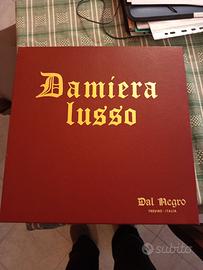 Damiera
lusso
Dal Negro
TREVISO - ITALIA
subito